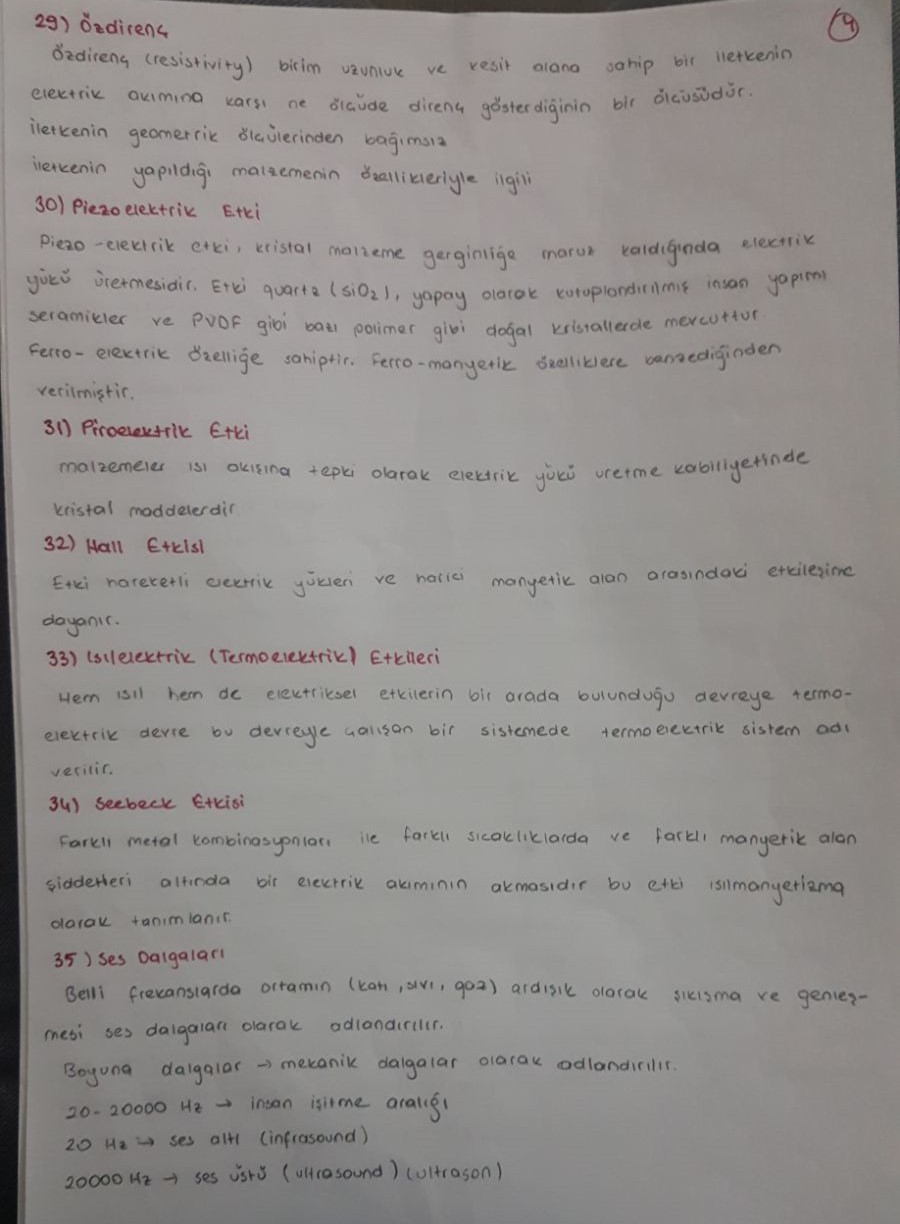 29) Özdirenç
9
Özdirenç (resistivity) birim uzunluk ve kesit alana sahip bir iletkenin
elektrik akımına karşı ne ölçüde direnç gösterdiğinin bir ölçüsüdür.
iletkenin geometrik ölçülerinden bağımsız
iletkenin yapıldığı malzemenin özellikleriyle ilgili
30) Piezoelektrik Etki
Piezo-elektrik etki, kristal malzeme gerginliğe maruz kaldığında elektrik
yükü üretmesidir. Etki quartz (SiO2), yapay olarak kutuplandırılmış insan yapımı
seramikler ve PVDF gibi bazı polimer gibi doğal kristallerde mevcuttur.
Ferro-elektrik özelliğe sahiptir. Ferro-manyetik özelliklere benzediğinden
verilmiştir.
31) Piroelektrik Etki
malzemeler ısı akışına tepki olarak elektrik yükü üretme kabiliyetinde
kristal maddelerdir.
32) Hall Etkisi
Etki hareketli elektrik yükleri ve harici manyetik alan arasındaki etkileşime
dayanır.
33) Isılelektrik (Termoelektrik) Etkileri
Hem ısıl hem de elektriksel etkilerin bir arada bulunduğu devreye termo-
elektrik devre bu devreyle çalışan bir sistemede termoelektrik sistem adı
verilir.
34) Seebeck Etkisi
Farklı metal kombinasyonları ile farklı sıcaklıklarda ve farklı manyetik alan
şiddetleri altında bir elektrik akımının akmasıdır bu etki ısılmanyetizma
olarak tanımlanır.
35) Ses Dalgaları
Belli frekanslarda ortamın (katı, sıvı, gaz) ardışık olarak sıkışma ve genleş-
mesi ses dalgaları olarak adlandırılır.
Boyuna dalgalar → mekanik dalgalar olarak adlandırılır.
20-20000 Hz → insan işitme aralığı
20 Hz → ses altı (infrasound)
20000 Hz → ses üstü (ultrasound) (ultrason)